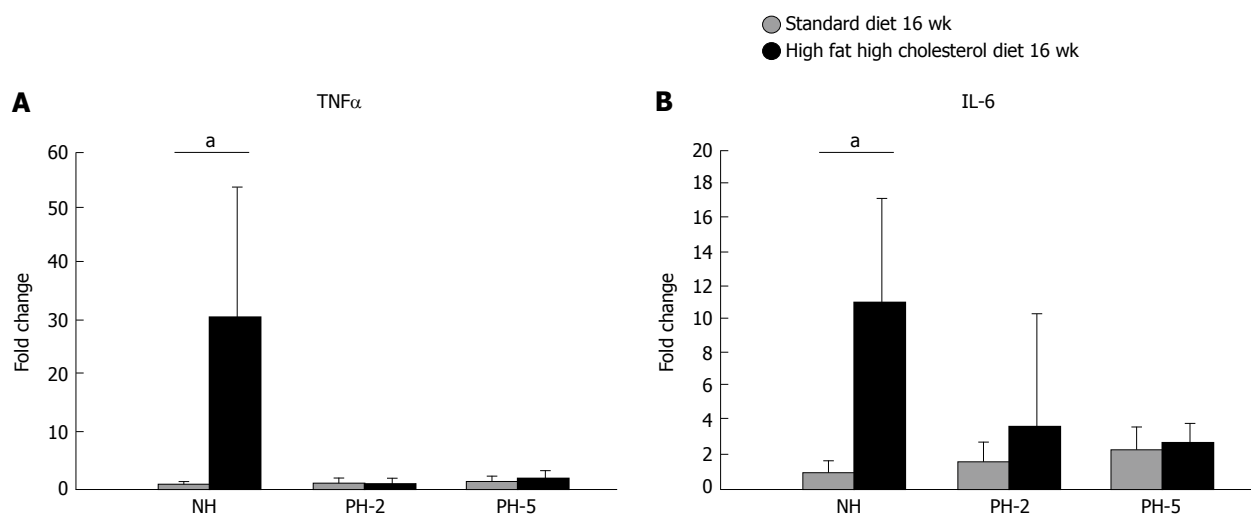 Standard diet 16 wk
High fat high cholesterol diet 16 wk
A
TNFα
Fold change
60
50
40
30
20
10
0
a
NH
PH-2
PH-5
B
IL-6
Fold change
20
18
16
14
12
10
8
6
4
2
0
a
NH
PH-2
PH-5